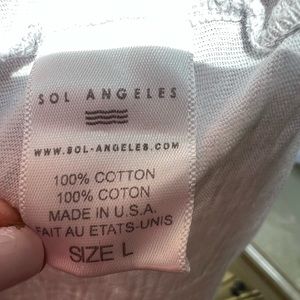 SOL ANGELES
WWW.SOL-ANGELES.COM
100% COTTON
100% COTON
MADE IN U.S.A.
FAIT AU ETATS-UNIS
SIZE L